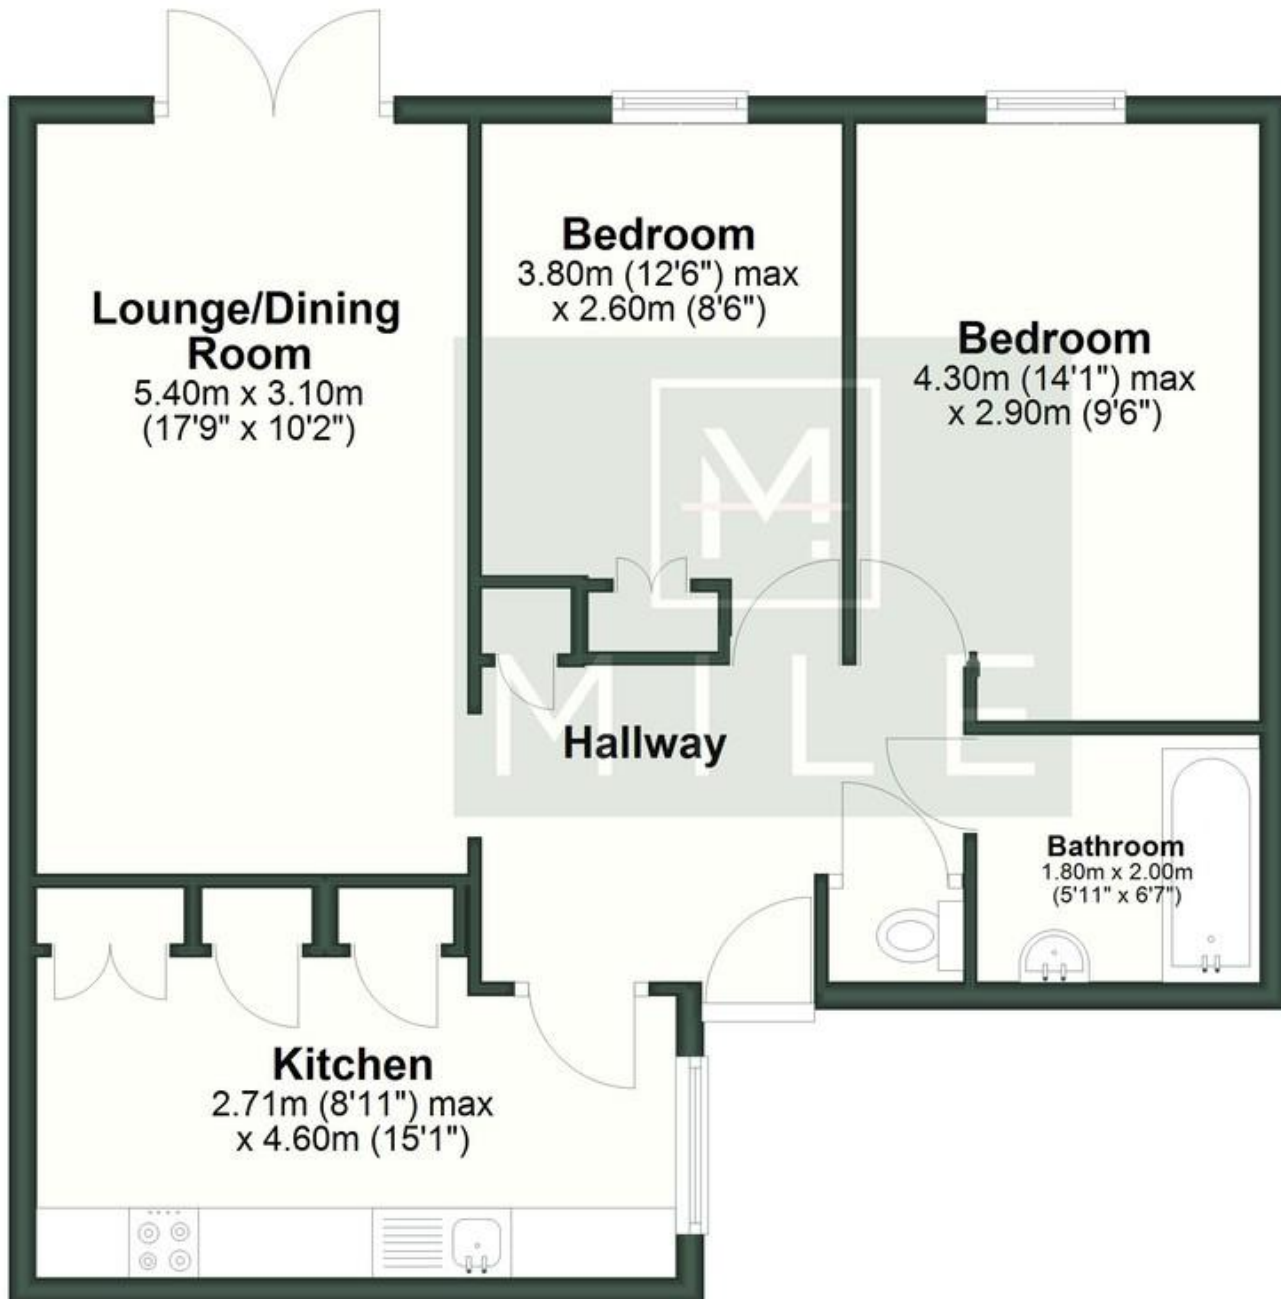 Lounge/Dining
Room
5.40m x 3.10m
(17'9" x 10'2")
Bedroom
3.80m (12'6") max
x 2.60m (8'6")
Bedroom
4.30m (14'1") max
x 2.90m (9'6")
M
MILE
Hallway
Bathroom
1.80m x 2.00m
(5'11" x 6'7")
Kitchen
2.71m (8'11") max
x 4.60m (15'1")